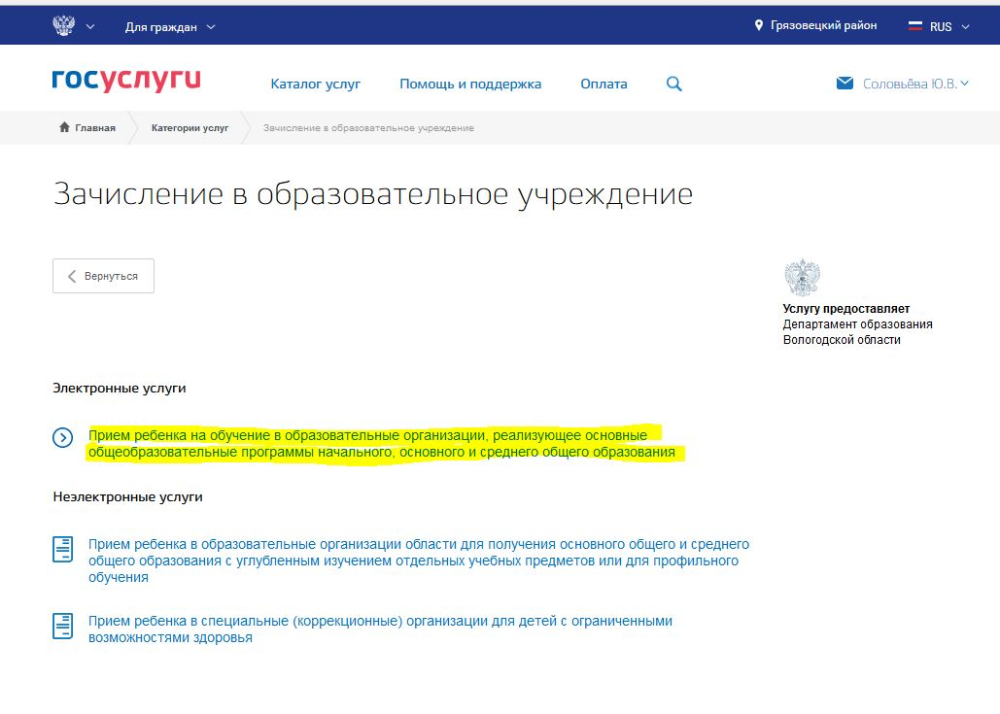 Для граждан
Грязовецкий район
RUS
госуслуги
Каталог услуг
Помощь и поддержка
Оплата
Соловьёва Ю.В.
Главная
Категории услуг
Зачисление в образовательное учреждение
Зачисление в образовательное учреждение
Вернуться
Услугу предоставляет
Департамент образования
Вологодской области
Электронные услуги
Прием ребенка на обучение в образовательные организации, реализующее основные
общеобразовательные программы начального, основного и среднего общего образования
Неэлектронные услуги
Прием ребенка в образовательные организации области для получения основного общего и среднего
общего образования с углубленным изучением отдельных учебных предметов или для профильного
обучения
Прием ребенка в специальные (коррекционные) организации для детей с ограниченными
возможностями здоровья